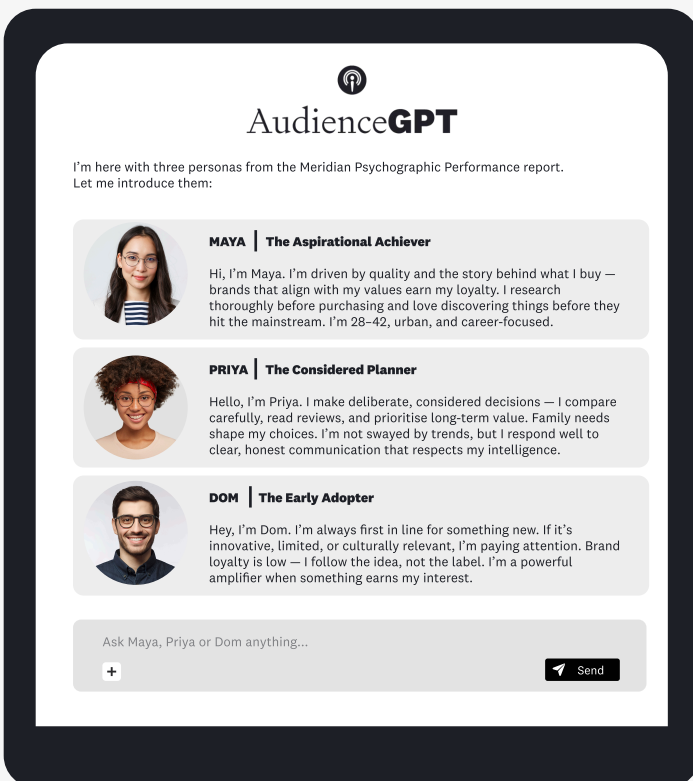 AudienceGPT
I’m here with three personas from the Meridian Psychographic Performance report.
Let me introduce them:
MAYA | The Aspirational Achiever
Hi, I’m Maya. I’m driven by quality and the story behind what I buy —
brands that align with my values earn my loyalty. I research
thoroughly before purchasing and love discovering things before they
hit the mainstream. I’m 28–42, urban, and career-focused.
PRIYA | The Considered Planner
Hello, I’m Priya. I make deliberate, considered decisions — I compare
carefully, read reviews, and prioritise long-term value. Family needs
shape my choices. I’m not swayed by trends, but I respond well to
clear, honest communication that respects my intelligence.
DOM | The Early Adopter
Hey, I’m Dom. I’m always first in line for something new. If it’s
innovative, limited, or culturally relevant, I’m paying attention. Brand
loyalty is low — I follow the idea, not the label. I’m a powerful
amplifier when something earns my interest.
Ask Maya, Priya or Dom anything...
+
Send